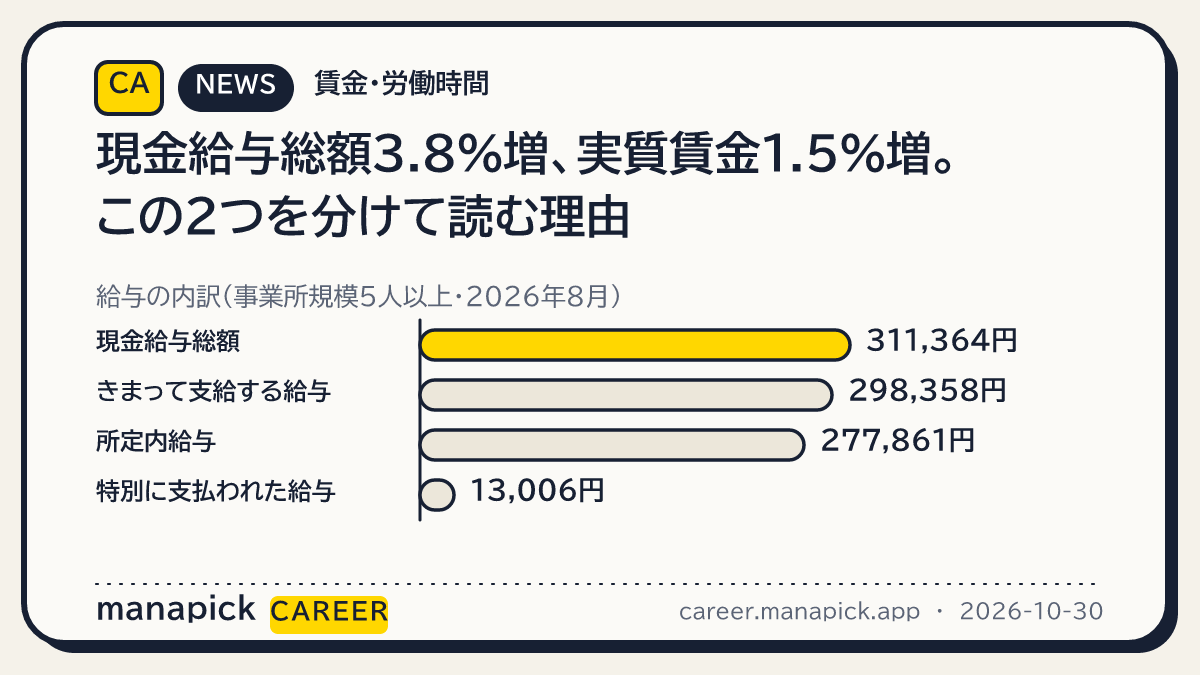 CA NEWS 賃金・労働時間
現金給与総額3.8%増、実質賃金1.5%増。
この2つを分けて読む理由
給与の内訳(事業所規模5人以上・2026年8月)
現金給与総額 311,364円
きまって支給する給与 298,358円
所定内給与 277,861円
特別に支払われた給与 13,006円
manapick CAREER career.manapick.app ・ 2026-10-30